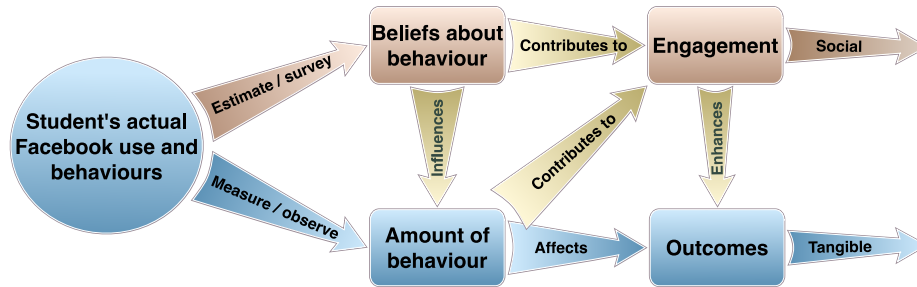 Student's actual
Facebook use and
behaviours
Estimate / survey
Measure / observe
Beliefs about
behaviour
Contributes to
Engagement
Social
Influences
Contributes to
Enhances
Amount of
behaviour
Affects
Outcomes
Tangible